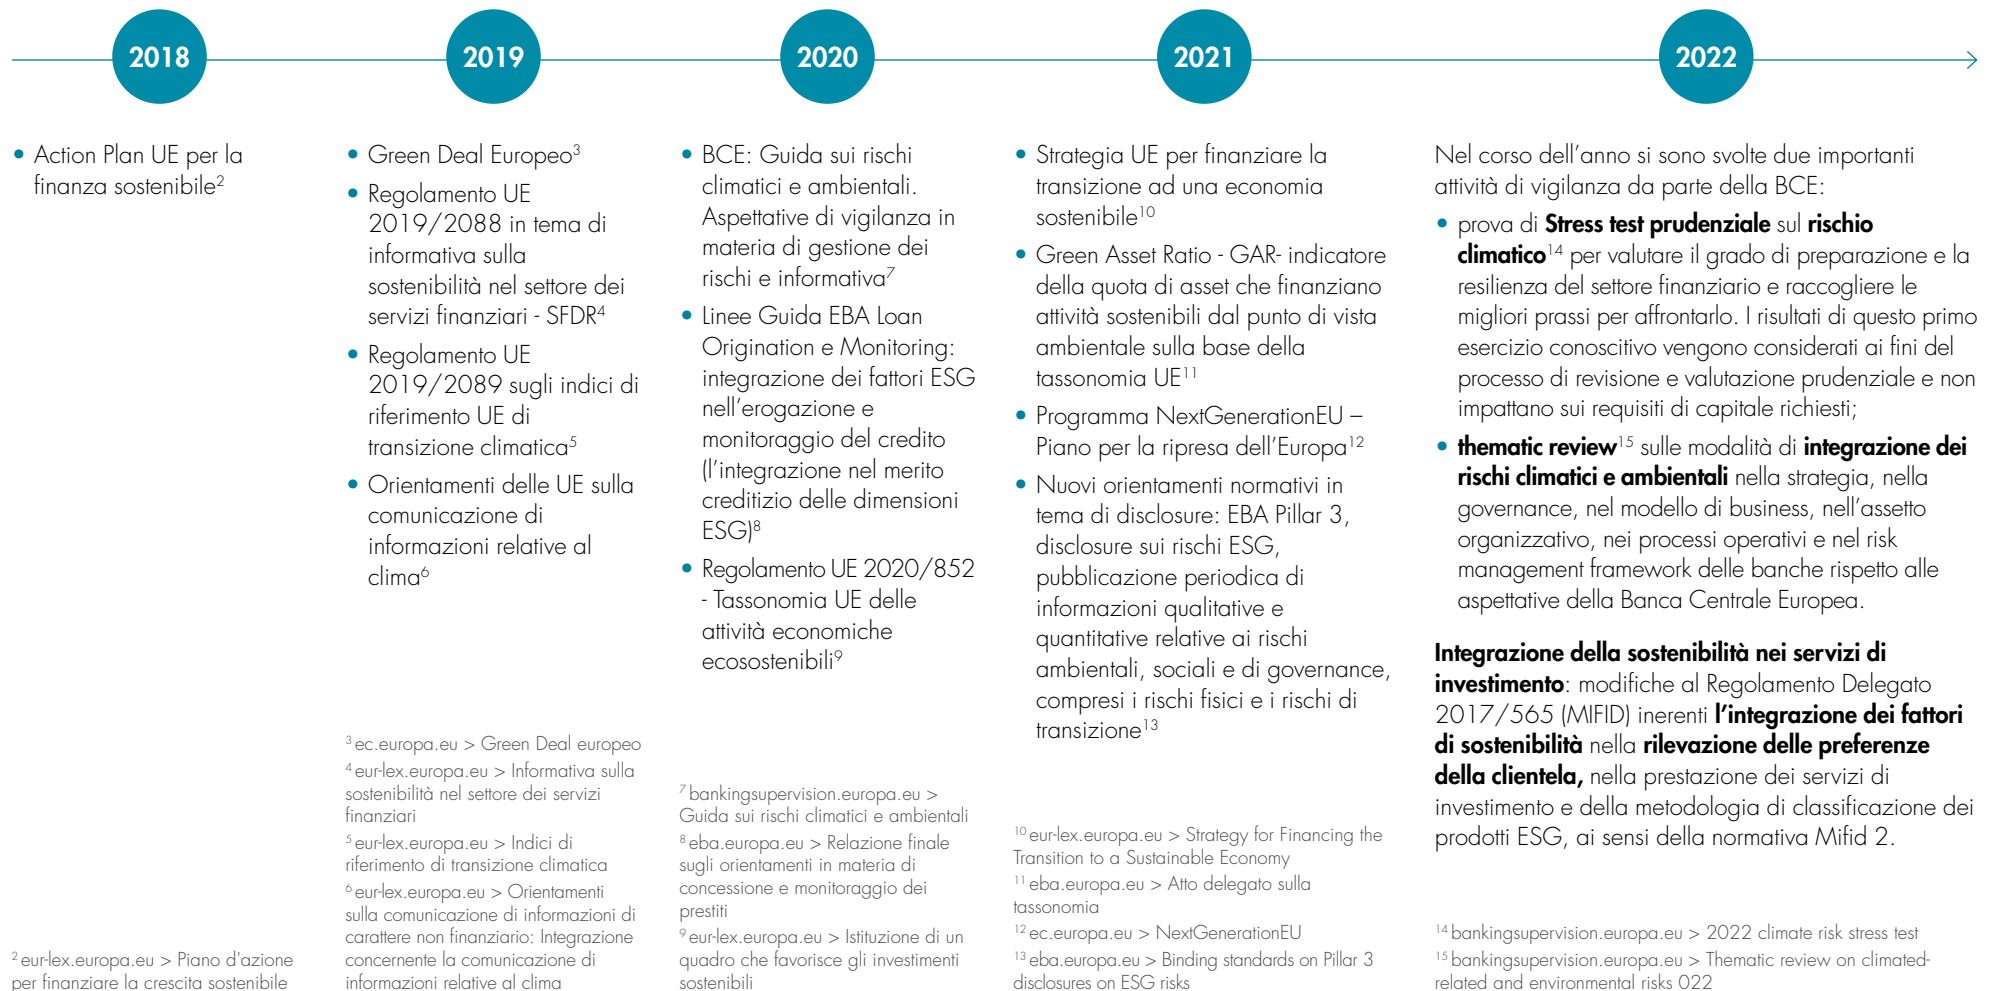 2018
2019
2020
2021
2022
• Action Plan UE per la
finanza sostenibile2
2 eur-lex.europa.eu > Piano d'azione
per finanziare la crescita sostenibile
• Green Deal Europeo3
• Regolamento UE
2019/2088 in tema di
informativa sulla
sostenibilità nel settore dei
servizi finanziari - SFDR4
• Regolamento UE
2019/2089 sugli indici di
riferimento UE di
transizione climatica5
• Orientamenti delle UE sulla
comunicazione di
informazioni relative al
clima6
3 ec.europa.eu > Green Deal europeo
4 eur-lex.europa.eu > Informativa sulla
sostenibilità nel settore dei servizi
finanziari
5 eur-lex.europa.eu > Indici di
riferimento di transizione climatica
6 eur-lex.europa.eu > Orientamenti
sulla comunicazione di informazioni di
carattere non finanziario: Integrazione
concernente la comunicazione di
informazioni relative al clima
• BCE: Guida sui rischi
climatici e ambientali.
Aspettative di vigilanza in
materia di gestione dei
rischi e informativa7
• Linee Guida EBA Loan
Origination e Monitoring:
integrazione dei fattori ESG
nell'erogazione e
monitoraggio del credito
(l'integrazione nel merito
creditizio delle dimensioni
ESG)8
• Regolamento UE 2020/852
- Tassonomia UE delle
attività economiche
ecosostenibili9
7 bankingsupervision.europa.eu >
Guida sui rischi climatici e ambientali
8 eba.europa.eu > Relazione finale
sugli orientamenti in materia di
concessione e monitoraggio dei
prestiti
9 eur-lex.europa.eu > Istituzione di un
quadro che favorisce gli investimenti
sostenibili
• Strategia UE per finanziare la
transizione ad una economia
sostenibile10
• Green Asset Ratio - GAR- indicatore
della quota di asset che finanziano
attività sostenibili dal punto di vista
ambientale sulla base della
tassonomia UE11
• Programma NextGenerationEU –
Piano per la ripresa dell'Europa12
• Nuovi orientamenti normativi in
tema di disclosure: EBA Pillar 3,
disclosure sui rischi ESG,
pubblicazione periodica di
informazioni qualitative e
quantitative relative ai rischi
ambientali, sociali e di governance,
compresi i rischi fisici e i rischi di
transizione13
10 eur-lex.europa.eu > Strategy for Financing the
Transition to a Sustainable Economy
11 eba.europa.eu > Atto delegato sulla
tassonomia
12 ec.europa.eu > NextGenerationEU
13 eba.europa.eu > Binding standards on Pillar 3
disclosures on ESG risks
Nel corso dell'anno si sono svolte due importanti
attività di vigilanza da parte della BCE:
• prova di Stress test prudenziale sul rischio
climatico14 per valutare il grado di preparazione e la
resilienza del settore finanziario e raccogliere le
migliori prassi per affrontarlo. I risultati di questo primo
esercizio conoscitivo vengono considerati ai fini del
processo di revisione e valutazione prudenziale e non
impattano sui requisiti di capitale richiesti;
• thematic review15 sulle modalità di integrazione dei
rischi climatici e ambientali nella strategia, nella
governance, nel modello di business, nell'assetto
organizzativo, nei processi operativi e nel risk
management framework delle banche rispetto alle
aspettative della Banca Centrale Europea.
Integrazione della sostenibilità nei servizi di
investimento: modifiche al Regolamento Delegato
2017/565 (MIFID) inerenti l'integrazione dei fattori
di sostenibilità nella rilevazione delle preferenze
della clientela, nella prestazione dei servizi di
investimento e della metodologia di classificazione dei
prodotti ESG, ai sensi della normativa Mifid 2.
14 bankingsupervision.europa.eu > 2022 climate risk stress test
15 bankingsupervision.europa.eu > Thematic review on climated-
related and environmental risks 022